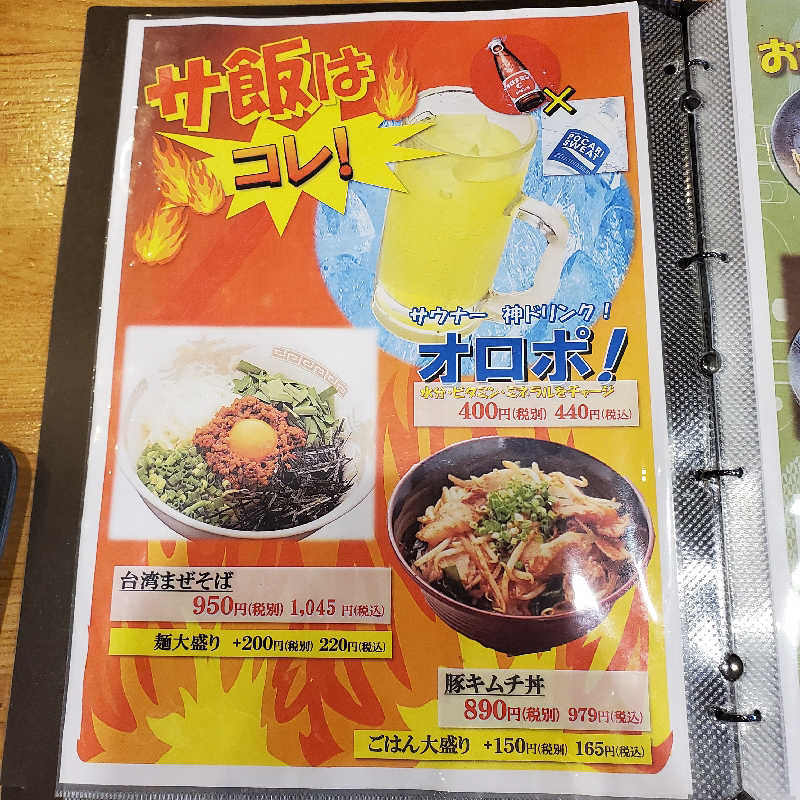 サ飯は
コレ!
×
POCARI
SWEAT
サウナー 神ドリンク!
オロポ!
水分・ビタミン・ミネラルをチャージ
400円(税別) 440円(税込)
台湾まぜそば
950円(税別) 1,045 円(税込)
麺大盛り +200円(税別) 220円(税込)
豚キムチ丼
890円(税別) 979円(税込)
ごはん大盛り +150円(税別) 165円(税込)
お